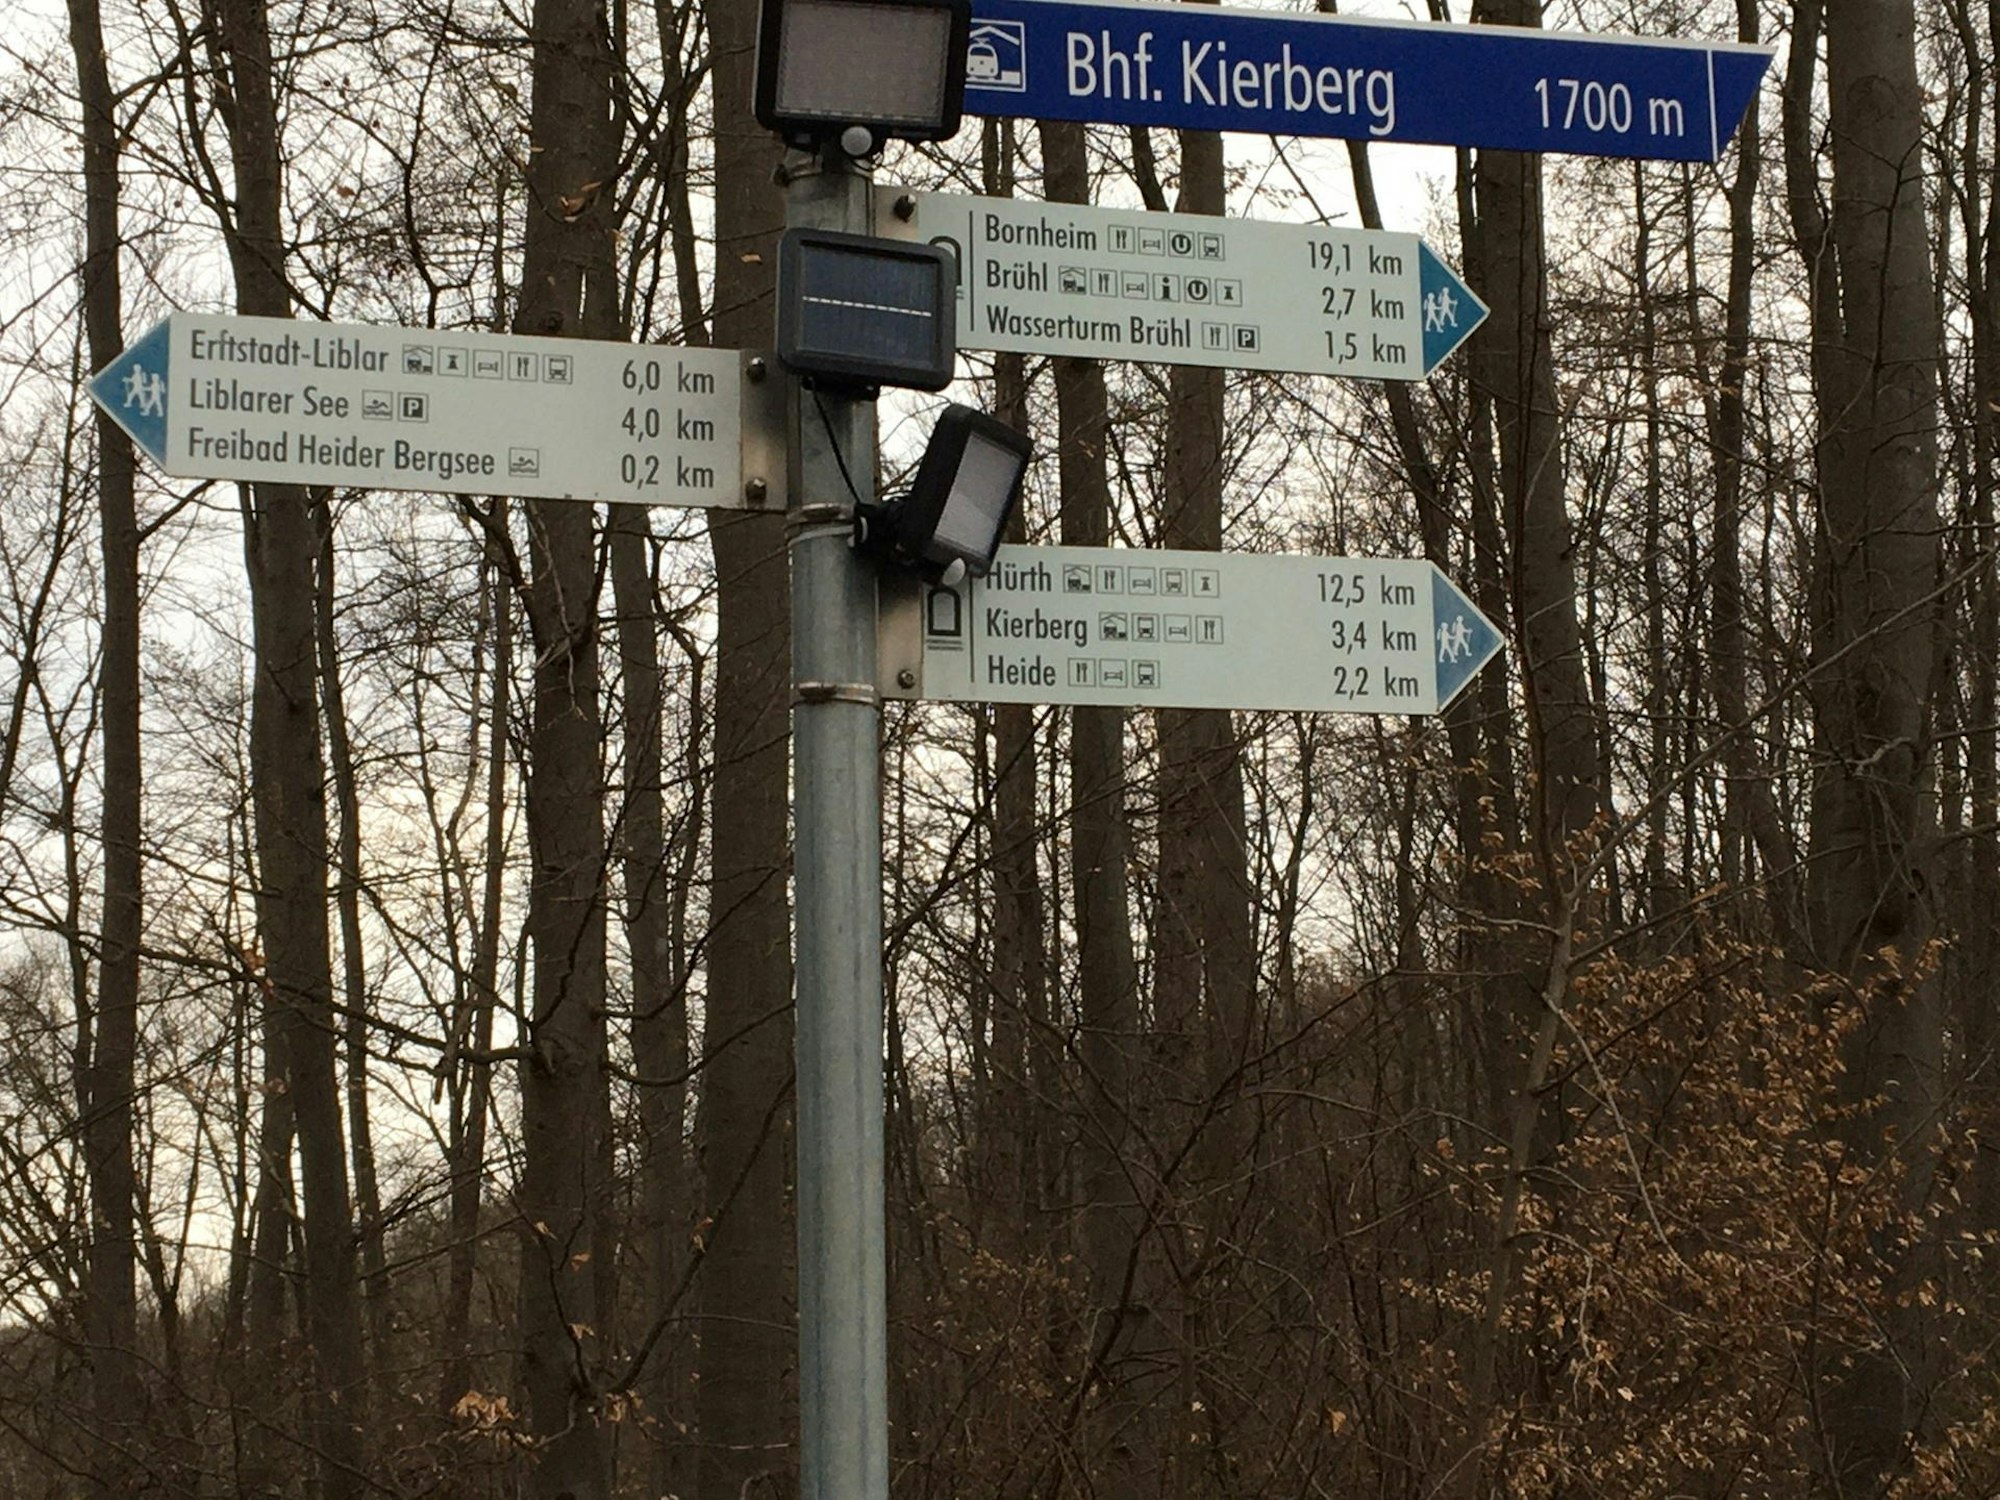 Bhf. Kierberg 1700 m
Bornheim 19,1 km
Brühl 2,7 km
Wasserturm Brühl 1,5 km
Erftstadt-Liblar 6,0 km
Liblarer See 4,0 km
Freibad Heider Bergsee 0,2 km
Hürth 12,5 km
Kierberg 3,4 km
Heide 2,2 km